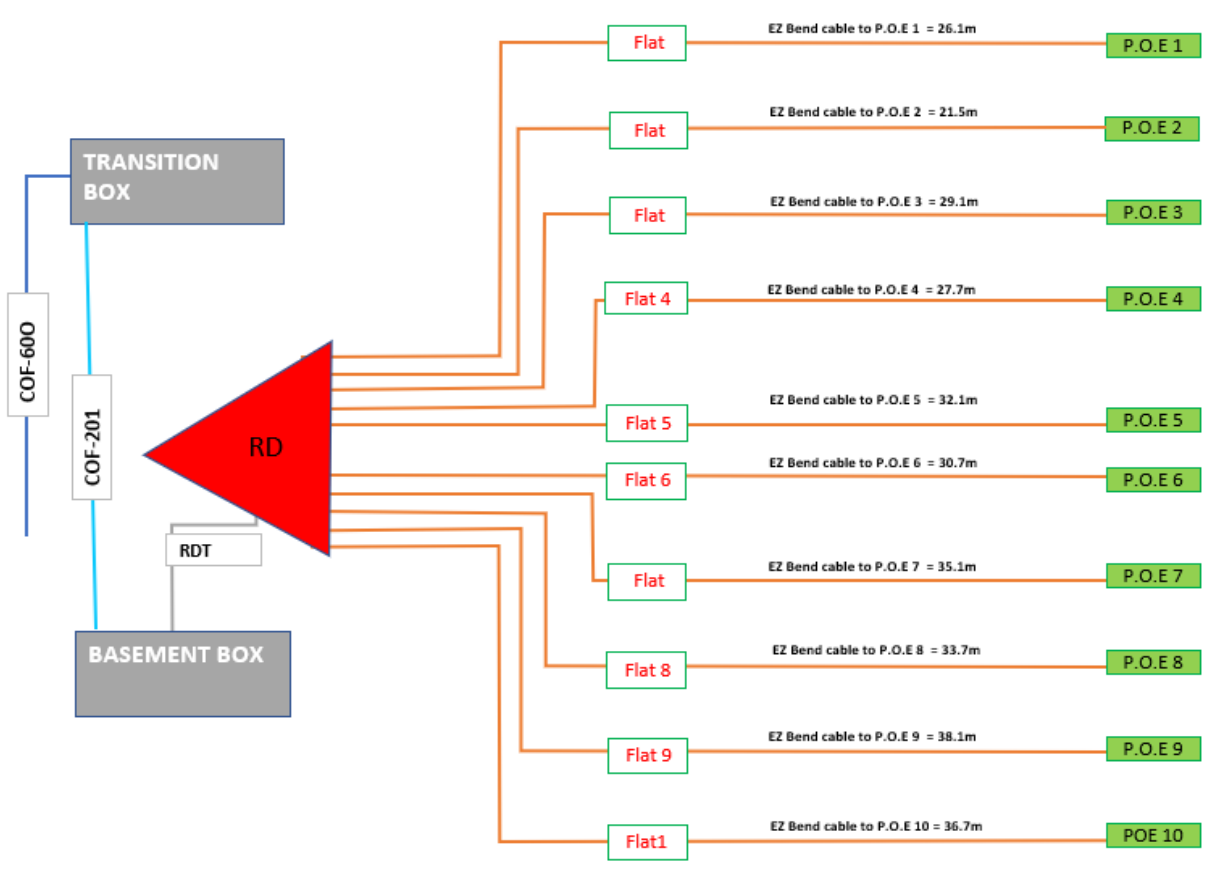 EZ Bend cable to P.O.E 1 = 26.1m
Flat
P.O.E 1
EZ Bend cable to P.O.E 2 = 21.5m
Flat
P.O.E 2
TRANSITION
BOX
EZ Bend cable to P.O.E 3 = 29.1m
Flat
P.O.E 3
EZ Bend cable to P.O.E 4 = 27.7m
Flat 4
P.O.E 4
COF-600
COF-201
RD
EZ Bend cable to P.O.E 5 = 32.1m
Flat 5
P.O.E 5
EZ Bend cable to P.O.E 6 = 30.7m
Flat 6
P.O.E 6
RDT
EZ Bend cable to P.O.E 7 = 35.1m
Flat
P.O.E 7
BASEMENT BOX
EZ Bend cable to P.O.E 8 = 33.7m
Flat 8
P.O.E 8
EZ Bend cable to P.O.E 9 = 38.1m
Flat 9
P.O.E 9
EZ Bend cable to P.O.E 10 = 36.7m
Flat1
POE 10